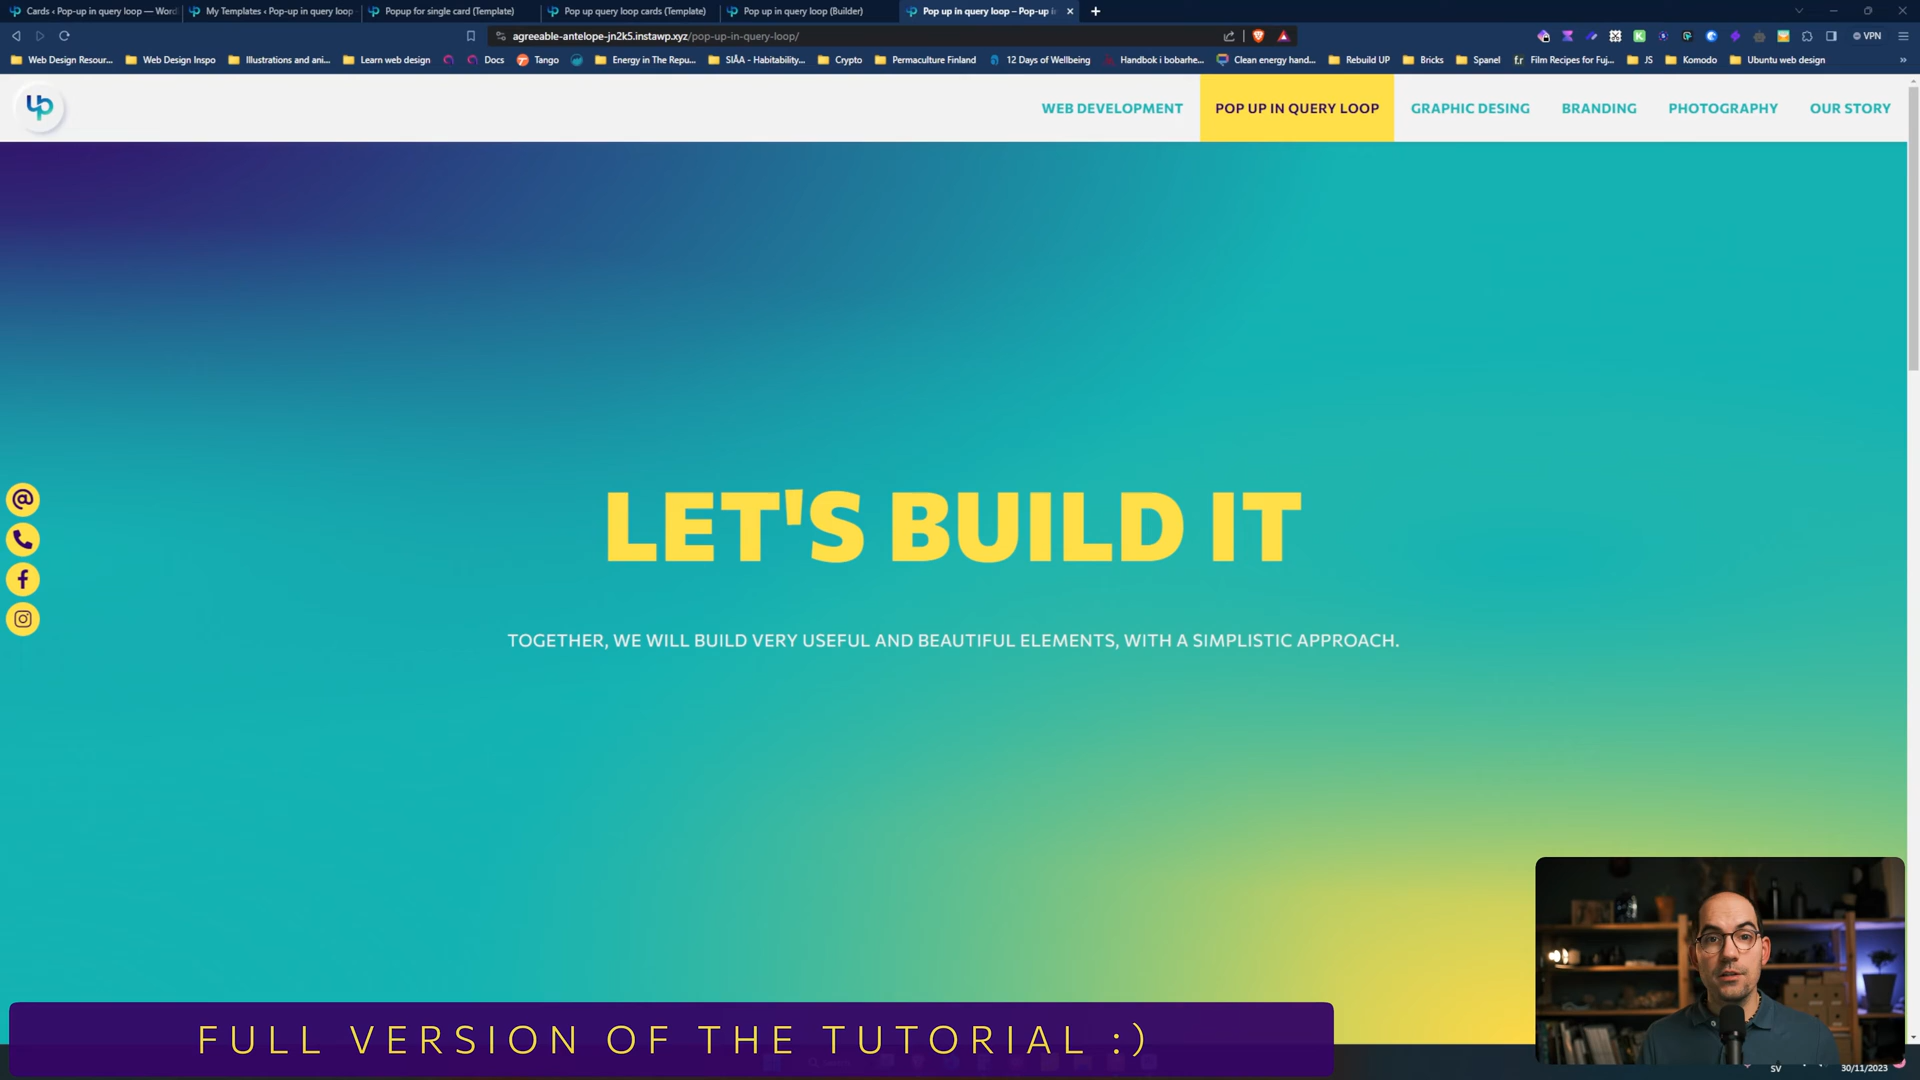 Cards ‹ Pop-up in query loop — Word
My Templates ‹ Pop-up in query loop
Popup for single card (Template)
Pop up query loop cards (Template)
Pop up in query loop (Builder)
Pop up in query loop – Pop-up i
agreeable-antelope-jn2k5.instawp.xyz/pop-up-in-query-loop/
VPN
Web Design Resour...
Web Design Inspo
Illustrations and ani...
Learn web design
Docs
Tango
Energy in The Repu...
SIÅA - Habitability...
Crypto
Permaculture Finland
12 Days of Wellbeing
Handbok i bobarhe...
Clean energy hand...
Rebuild UP
Bricks
Spanel
Film Recipes for Fuj...
JS
Komodo
Ubuntu web design
WEB DEVELOPMENT
POP UP IN QUERY LOOP
GRAPHIC DESING
BRANDING
PHOTOGRAPHY
OUR STORY
LET'S BUILD IT
TOGETHER, WE WILL BUILD VERY USEFUL AND BEAUTIFUL ELEMENTS, WITH A SIMPLISTIC APPROACH.
FULL VERSION OF THE TUTORIAL :)
SV
30/11/2023